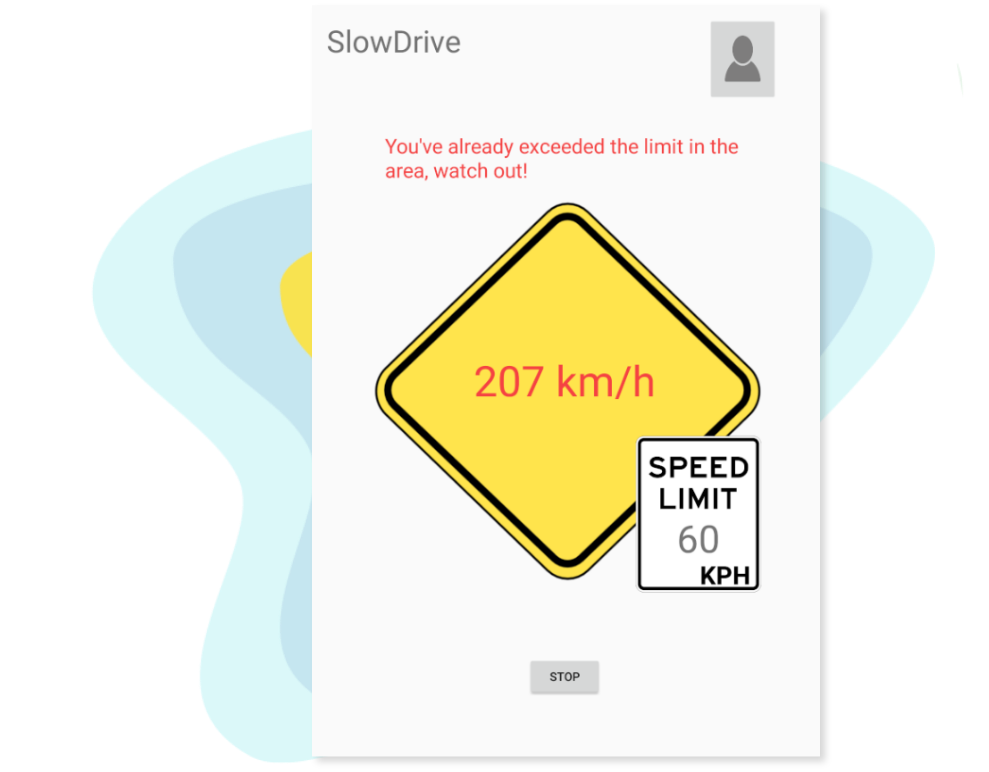 SlowDrive
You've already exceeded the limit in the
area, watch out!
207 km/h
SPEED
LIMIT
60
KPH
STOP